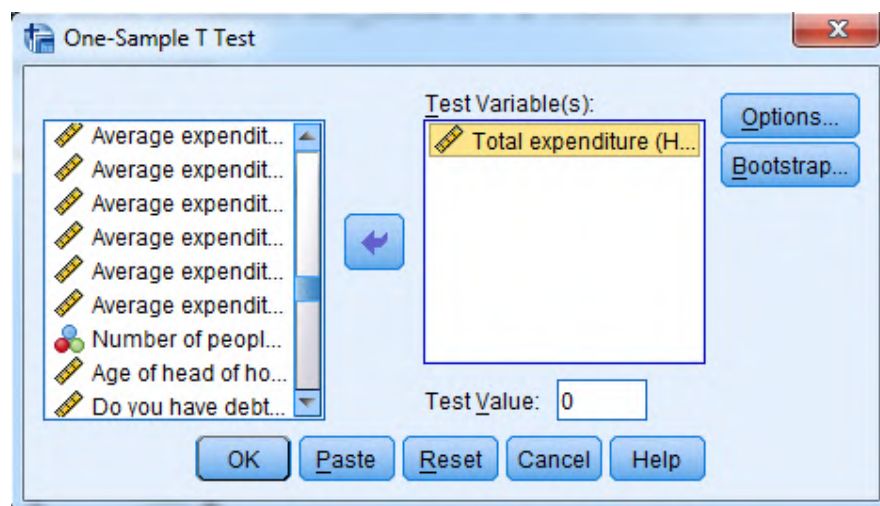 One-Sample T Test
Average expendit...
Average expendit...
Average expendit...
Average expendit...
Average expendit...
Average expendit...
Number of peopl...
Age of head of ho...
Do you have debt...
Test Variable(s):
Total expenditure (H...
Test Value: 0
Options...
Bootstrap...
OK Paste Reset Cancel Help